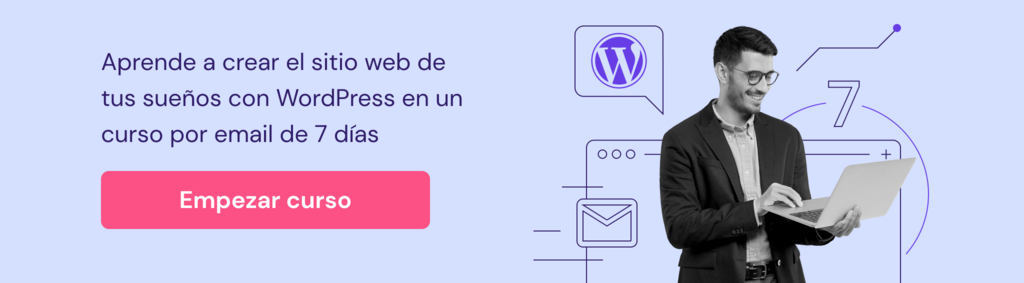 Aprende a crear el sitio web de
tus sueños con WordPress en un
curso por email de 7 días
Empezar curso
W
7